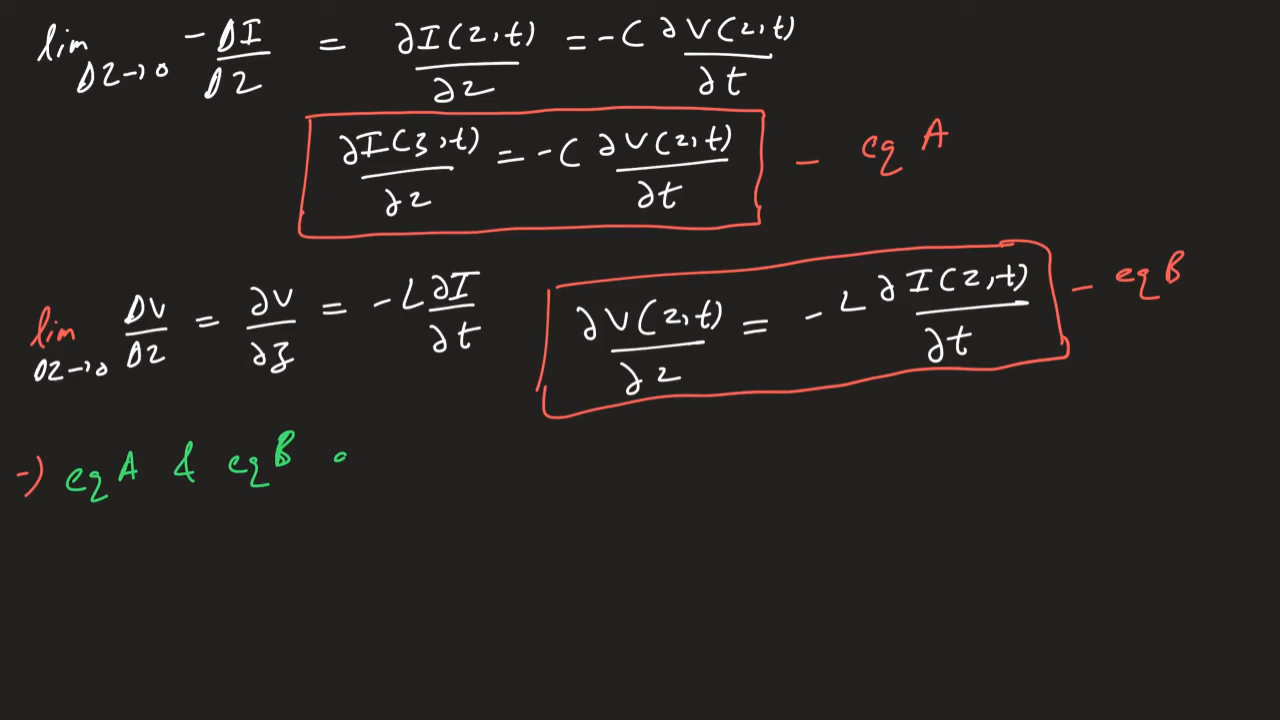 lim Δz→0 -ΔI/Δz = ∂I(z,t)/∂z = -C ∂V(z,t)/∂t
∂I(z,t)/∂z = -C ∂V(z,t)/∂t - eq A
lim Δz→0 ΔV/Δz = ∂V/∂z = -L ∂I/∂t ∂V(z,t)/∂z = -L ∂I(z,t)/∂t - eq B
-) eq A & eq B